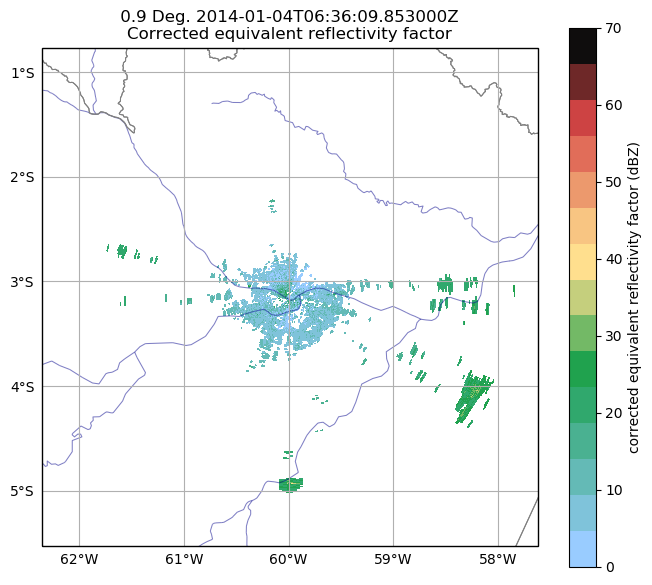 0.9 Deg. 2014-01-04T06:36:09.853000Z
Corrected equivalent reflectivity factor
1°S
2°S
3°S
4°S
5°S
62°W
61°W
60°W
59°W
58°W
70
60
50
40
30
20
10
0
corrected equivalent reflectivity factor (dBZ)